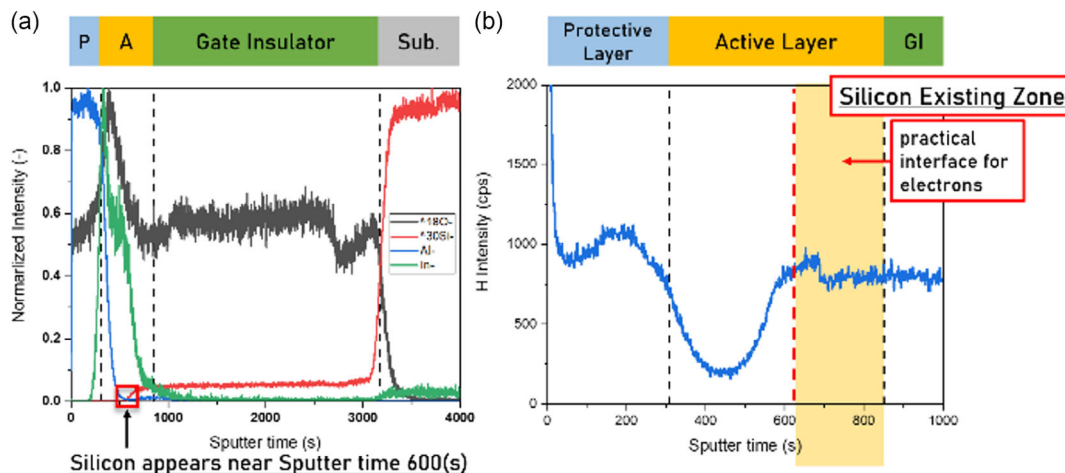 (a)
P A Gate Insulator Sub.
Normarlized Intensity (-)
1.0
0.8
0.6
0.4
0.2
0.0
^18O-
^30Si-
Al-
In-
0 1000 2000 3000 4000
Sputter time (s)
Silicon appears near Sputter time 600(s)
(b)
Protective
Layer
Active Layer
GI
H Intensity (cps)
2000
1500
1000
500
0
Silicon Existing Zone
practical
interface for
electrons
0 200 400 600 800 1000
Sputter time (s)